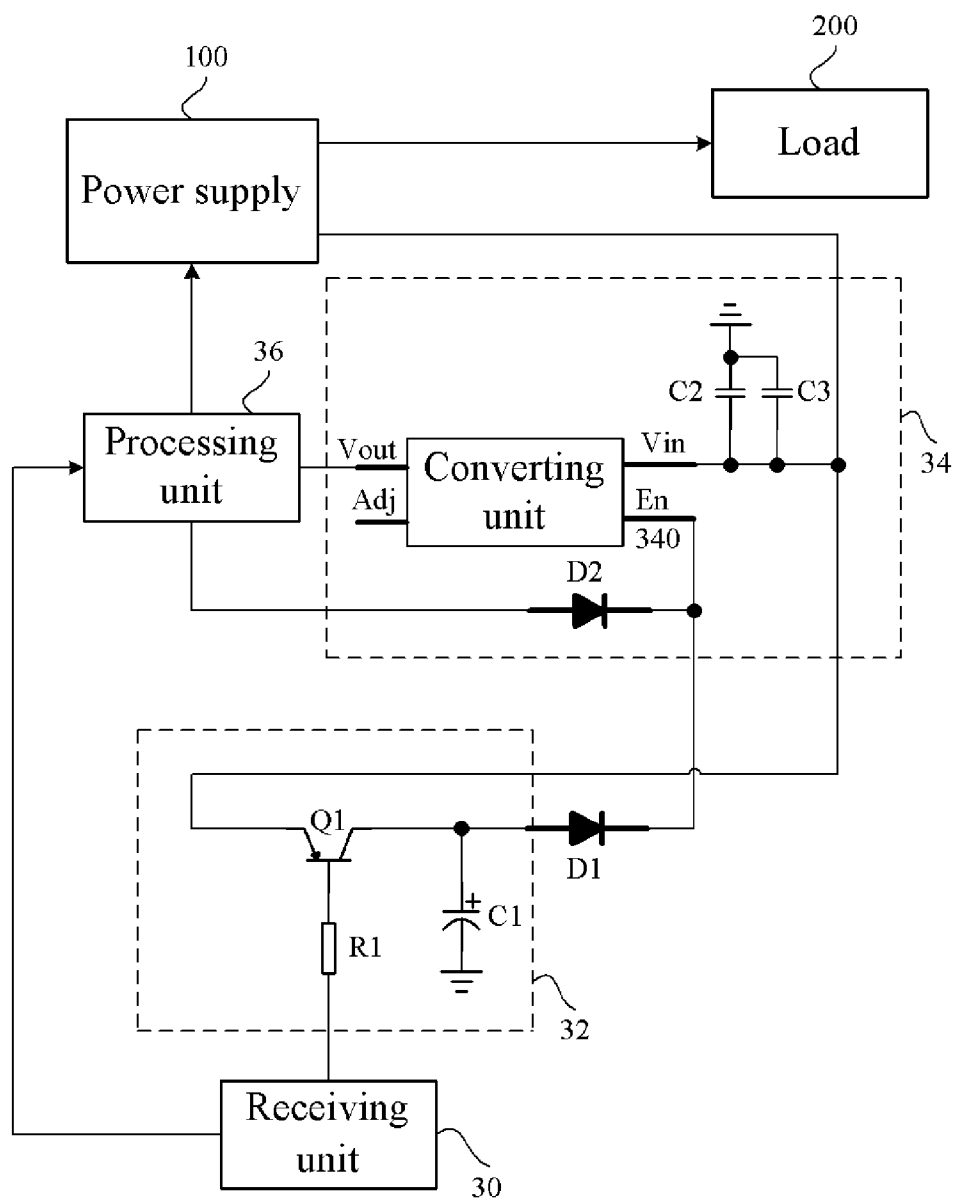 100
200
Power supply
Load
36
C2
C3
34
Processing
unit
Vout
Adj
Converting
unit
Vin
En
340
D2
Q1
D1
+
C1
R1
32
Receiving
unit
30